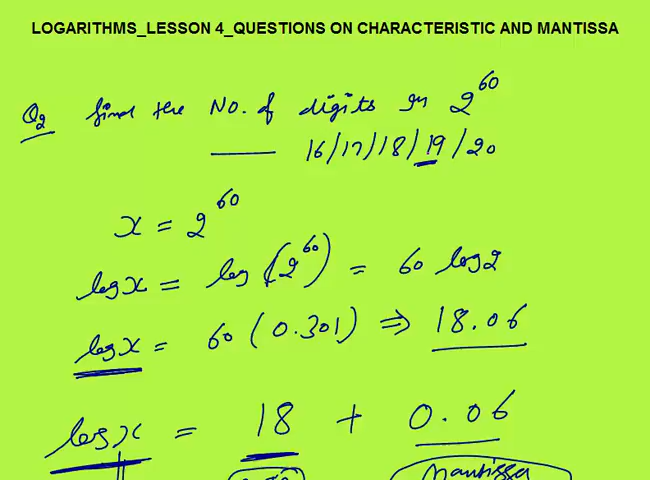 LOGARITHMS_LESSON 4_QUESTIONS ON CHARACTERISTIC AND MANTISSA
Q2 find the No. of digits in 2^60
16/17/18/19/20
x = 2^60
log x = log (2^60) = 60 log 2
log x = 60 (0.301) ⇒ 18.06
log x = 18 + 0.06
Mantissa